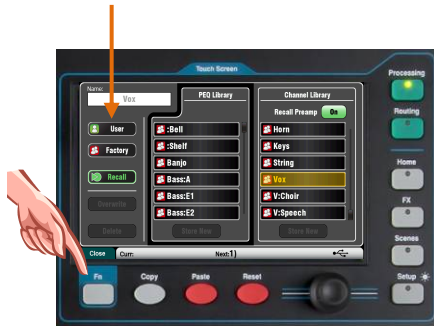 Touch Screen
Processing
Name:
Vox
PEQ Library
Channel Library
Recall Preamp On
User
Factory
Recall
Overwrite
Delete
:Bell
:Shelf
Banjo
Bass:A
Bass:E1
Bass:E2
Store New
Horn
Keys
String
Vox
V:Choir
V:Speech
Store New
Close
Curr:
Next:1)
Routing
Home
FX
Scenes
Setup
Fn
Copy
Paste
Reset